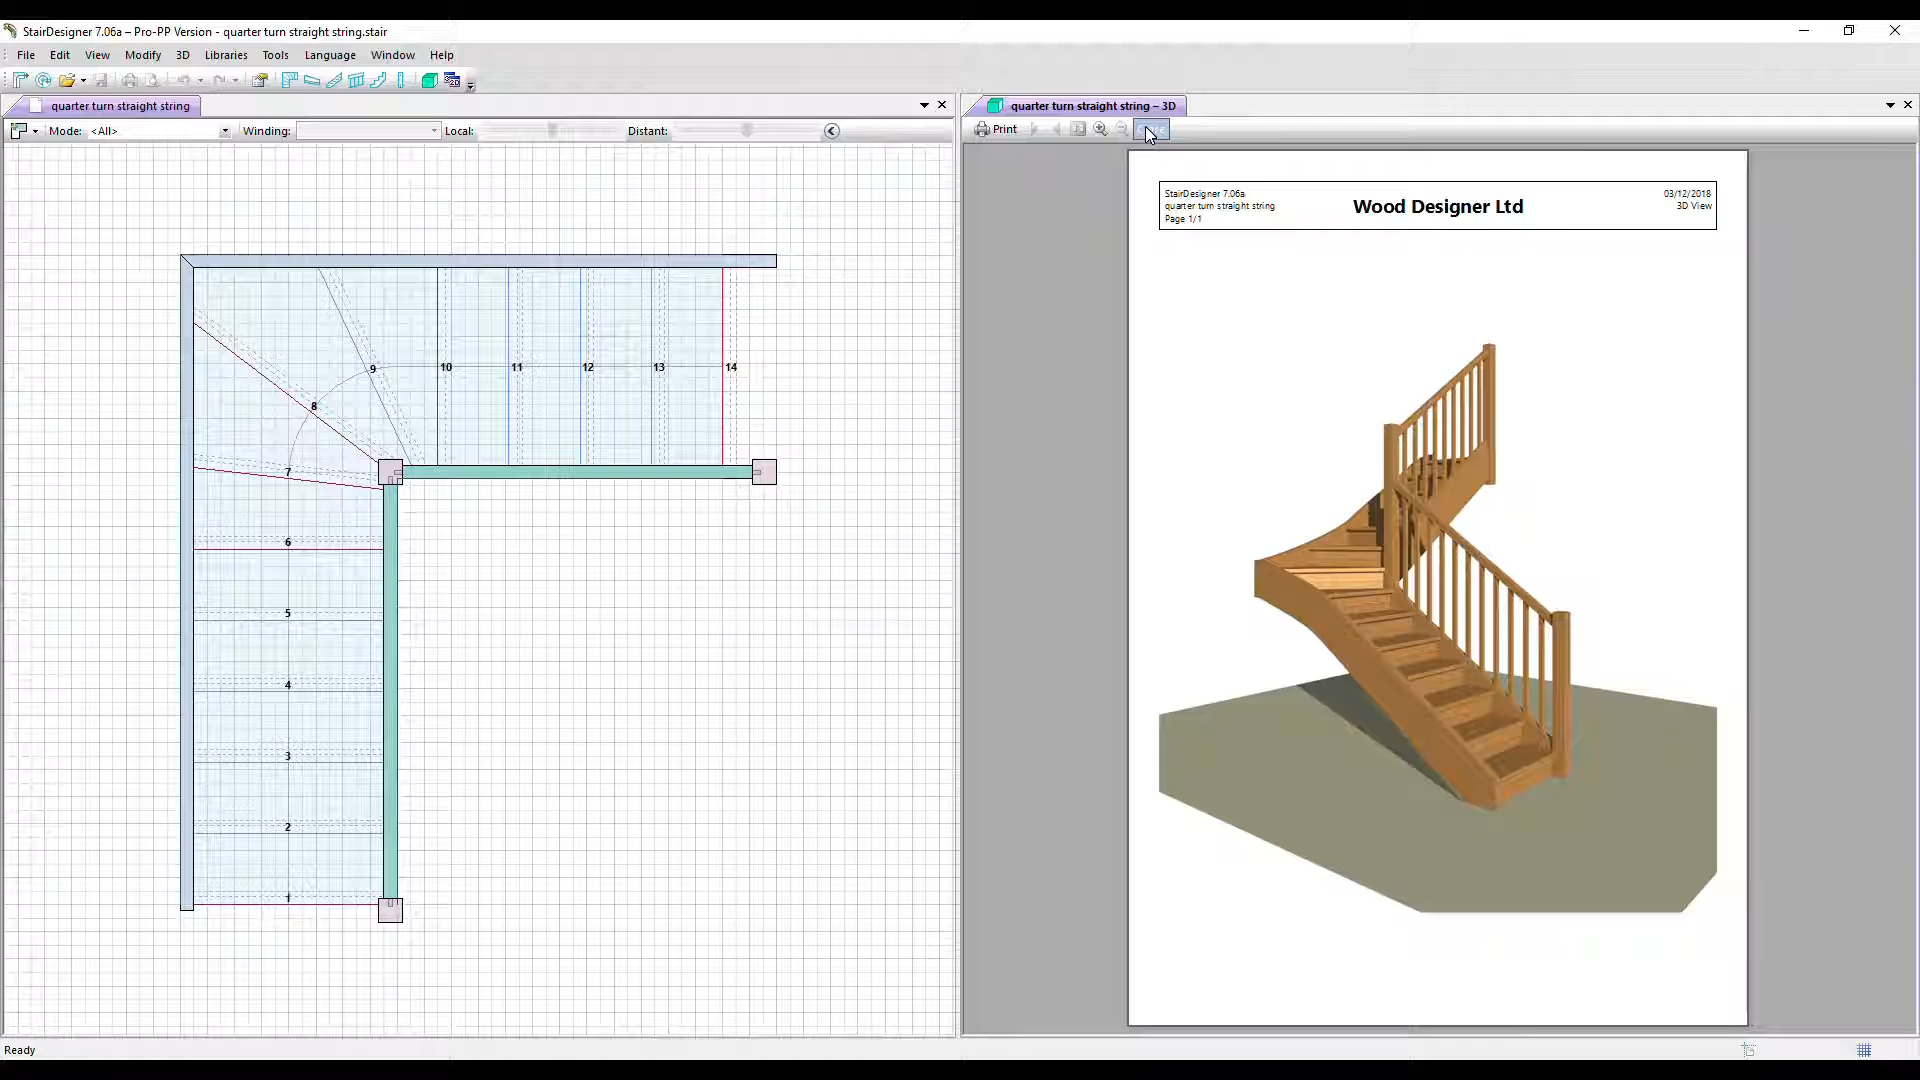 StairDesigner 7.06a – Pro-PP Version - quarter turn straight string.stair
File Edit View Modify 3D Libraries Tools Language Window Help
quarter turn straight string
Mode: <All> Winding: Local: Distant:
9 10 11 12 13 14
8
7
6
5
4
3
2
1
quarter turn straight string – 3D
Print
StairDesigner 7.06a
quarter turn straight string
Page 1/1
Wood Designer Ltd
03/12/2018
3D View
Ready